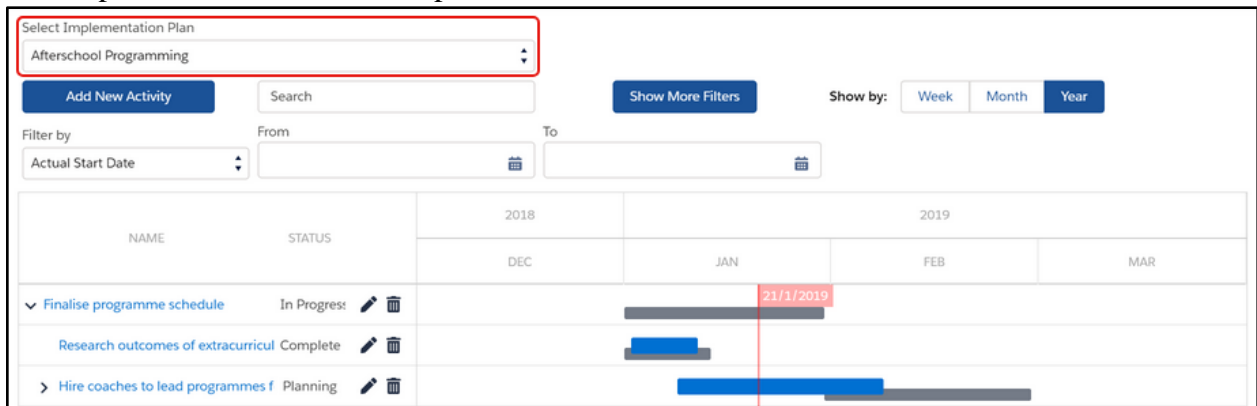 Select Implementation Plan
Afterschool Programming
Add New Activity
Search
Show More Filters
Show by:
Week
Month
Year
Filter by
From
To
Actual Start Date
2018
2019
NAME
STATUS
DEC
JAN
FEB
MAR
21/1/2019
Finalise programme schedule
In Progres
Research outcomes of extracurricul
Complete
Hire coaches to lead programmes f
Planning